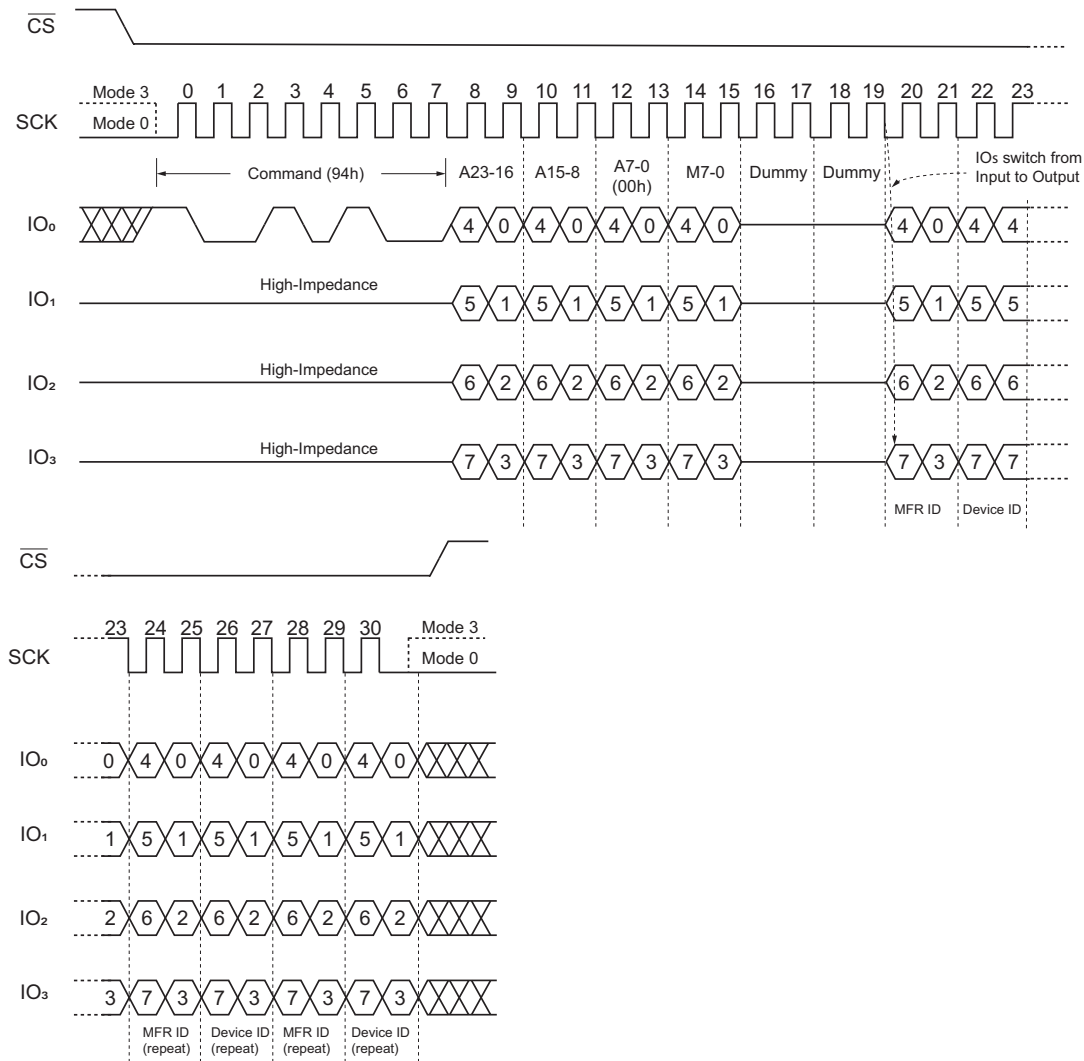 CS
Mode 3 0 1 2 3 4 5 6 7 8 9 10 11 12 13 14 15 16 17 18 19 20 21 22 23
SCK
Mode 0
Command (94h) A23-16 A15-8 A7-0 (00h) M7-0 Dummy Dummy
IOs switch from
Input to Output
IO₀ 4 0 4 0 4 0 4 0 4 0 4 4
IO₁ High-Impedance 5 1 5 1 5 1 5 1 5 1 5 5
IO₂ High-Impedance 6 2 6 2 6 2 6 2 6 2 6 6
IO₃ High-Impedance 7 3 7 3 7 3 7 3 7 3 7 7
MFR ID Device ID
CS
23 24 25 26 27 28 29 30 Mode 3
SCK
Mode 0
IO₀ 0 4 0 4 0 4 0 4 0
IO₁ 1 5 1 5 1 5 1 5 1
IO₂ 2 6 2 6 2 6 2 6 2
IO₃ 3 7 3 7 3 7 3 7 3
MFR ID Device ID MFR ID Device ID
(repeat) (repeat) (repeat) (repeat)